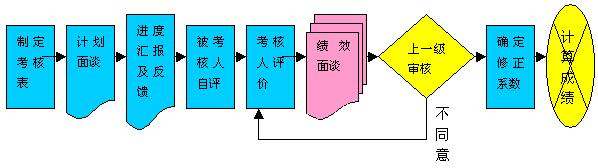 制定
考核
表
计划
面谈
进度
汇报
及反
馈
被考
核人
自评
考核
人评
价
绩效
面谈
上一级
审核
不
同
意
确定
修正
系数
计
算
成
绩